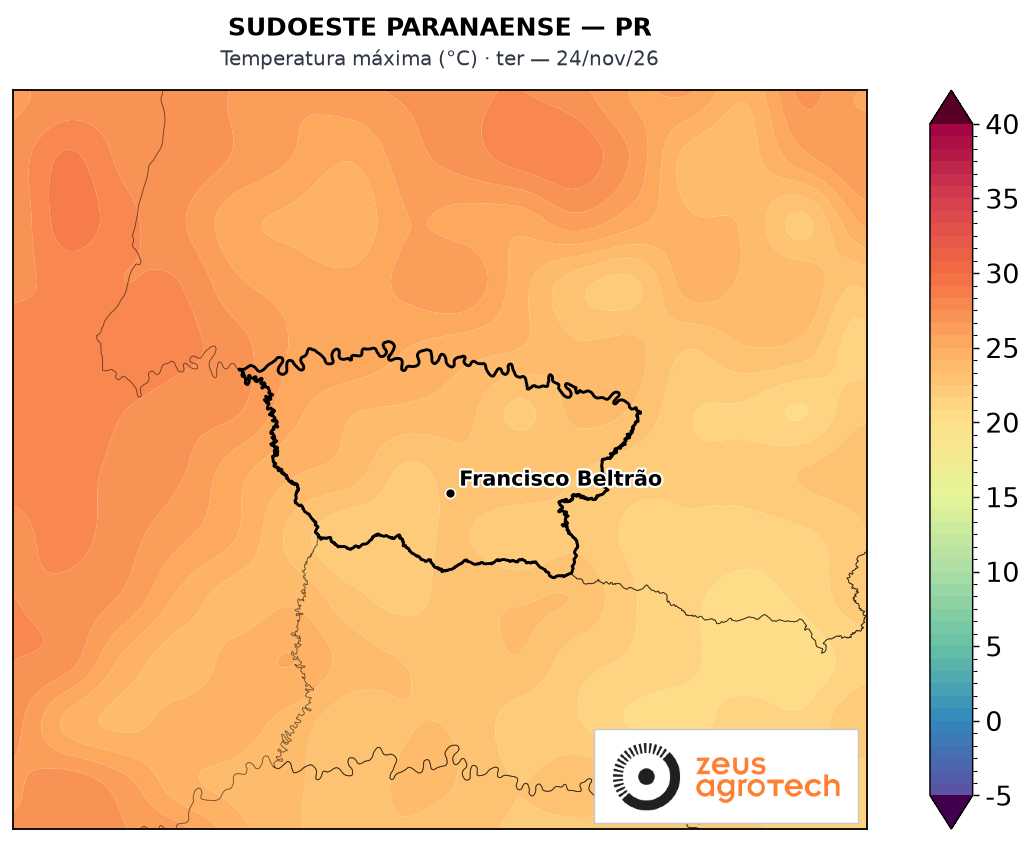 SUDOESTE PARANAENSE — PR
Temperatura máxima (°C) · ter — 24/nov/26
40
35
30
25
20
15
10
5
0
-5
Francisco Beltrão
zeus
agrotech